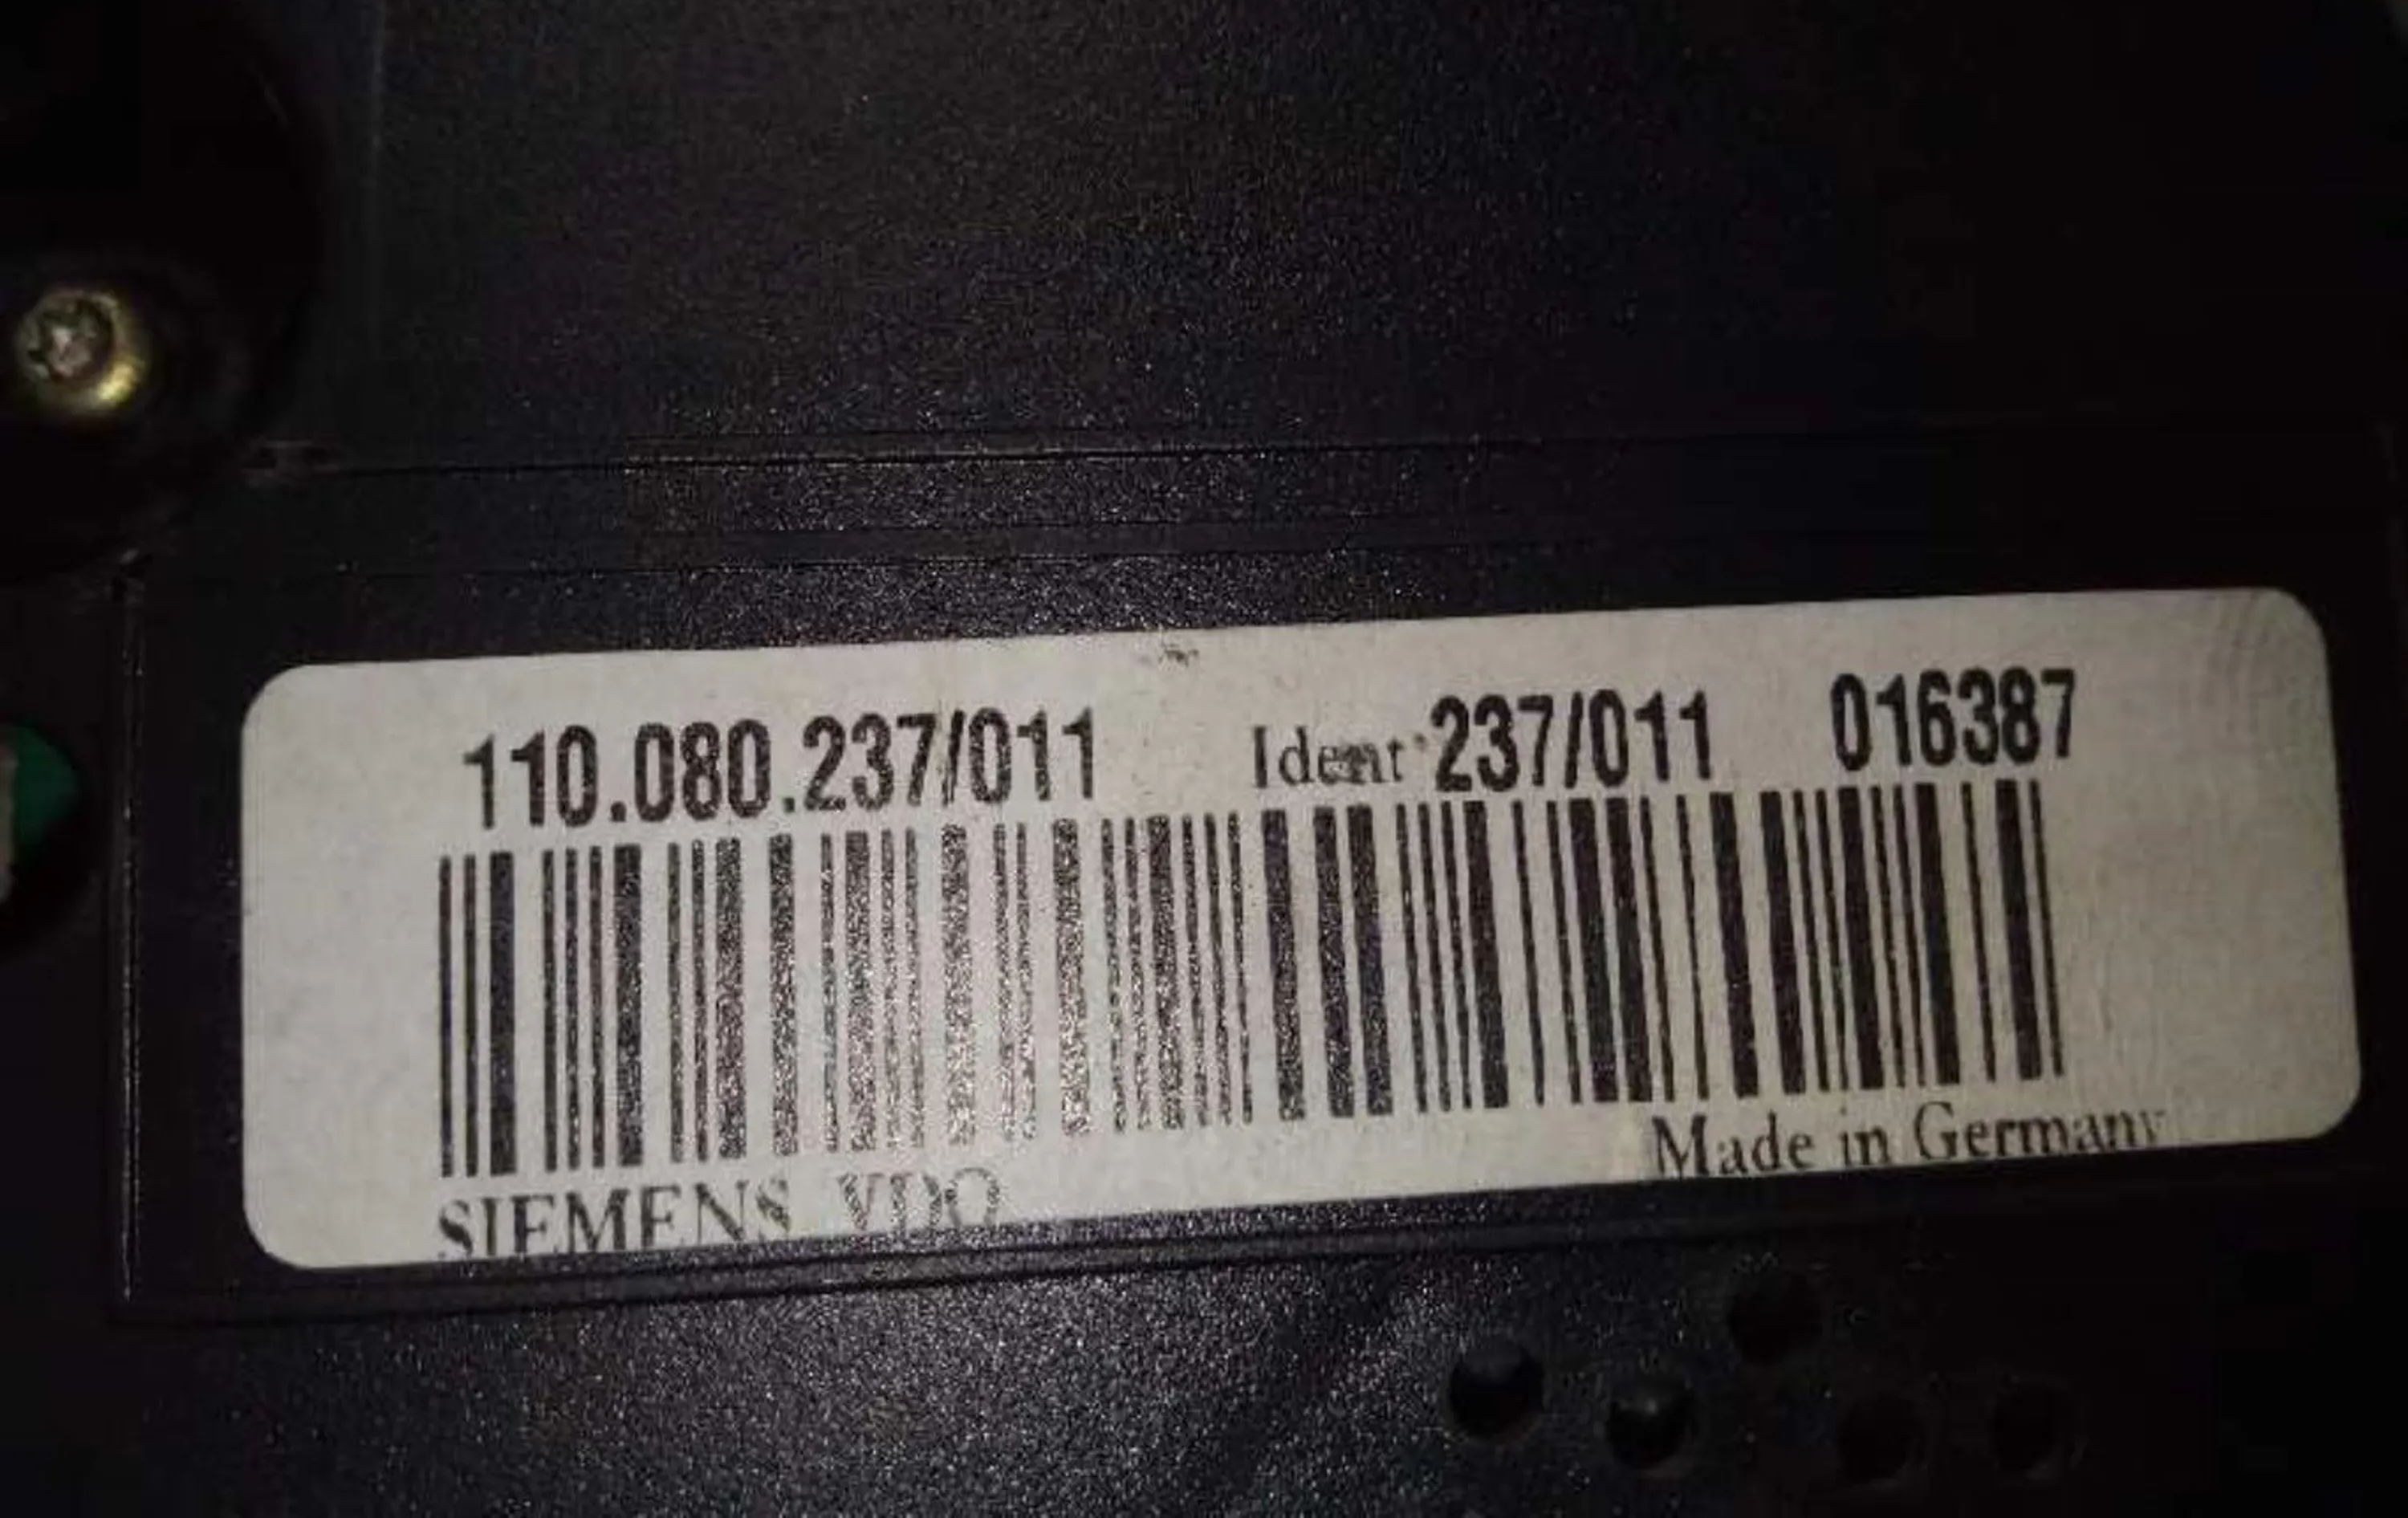 110.080.237/011 Ident 237/011 016387
Made in Germany
SIEMENS VDO